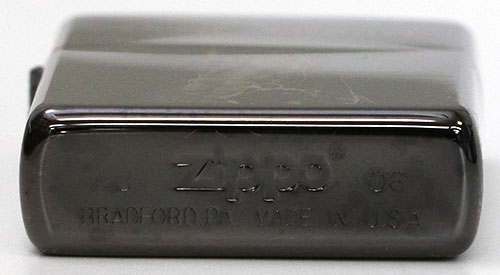 J Zippo® 06
BRADFORD.PA. MADE IN U.S.A